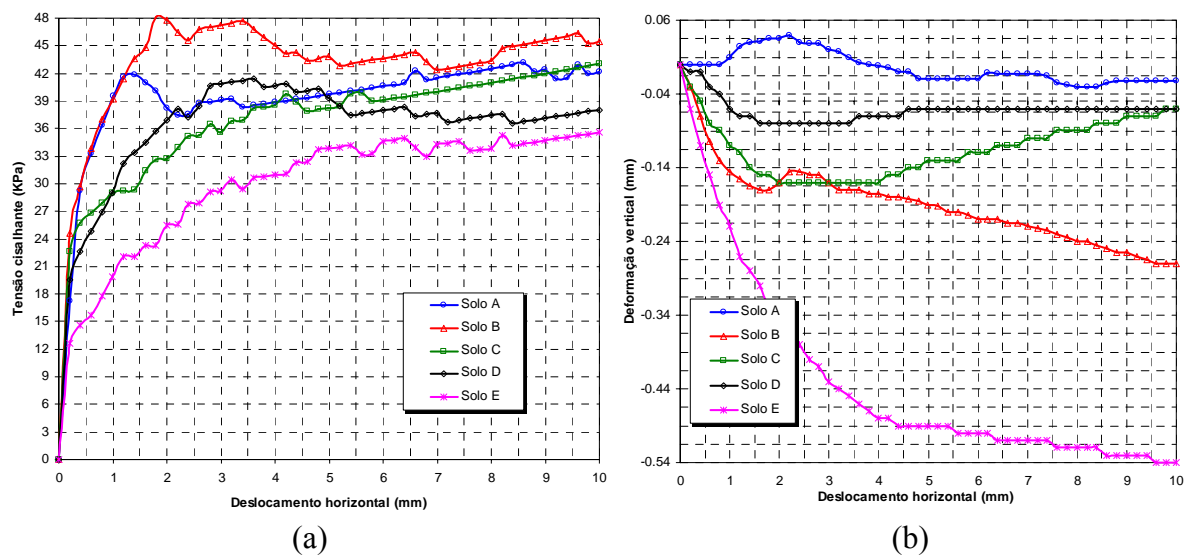 48
45
42
39
36
33
30
27
24
21
18
15
12
9
6
3
0
Tensão cisalhante (KPa)
0 1 2 3 4 5 6 7 8 9 10
Deslocamento horizontal (mm)
Solo A
Solo B
Solo C
Solo D
Solo E
(a)
0.06
-0.04
-0.14
-0.24
-0.34
-0.44
-0.54
Deformação vertical (mm)
0 1 2 3 4 5 6 7 8 9 10
Deslocamento horizontal (mm)
Solo A
Solo B
Solo C
Solo D
Solo E
(b)